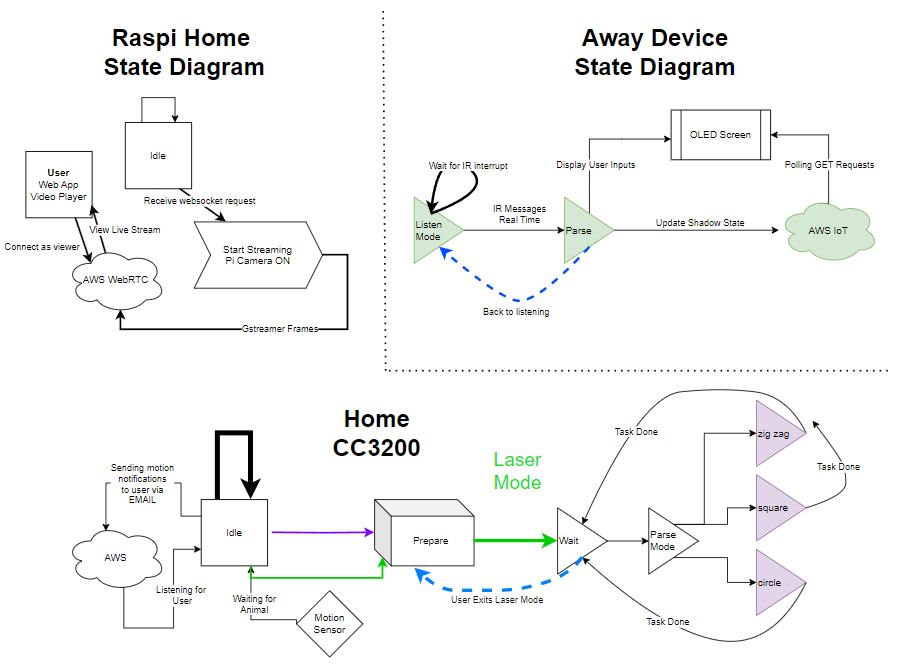 Raspi Home
State Diagram
Idle
User
Web App
Video Player
Receive websocket request
View Live Stream
Connect as viewer
Start Streaming
Pi Camera ON
AWS WebRTC
Gstreamer Frames
Away Device
State Diagram
OLED Screen
Wait for IR interrupt
Display User Inputs
Polling GET Requests
IR Messages
Real Time
Listen
Mode
Parse
Update Shadow State
AWS IoT
Back to listening
Home
CC3200
Laser
Mode
Sending motion
notifications
to user via
EMAIL
Idle
AWS
Listening for
User
Waiting for
Animal
Motion
Sensor
Prepare
Wait
User Exits Laser Mode
Parse
Mode
Task Done
zig zag
Task Done
square
circle
Task Done